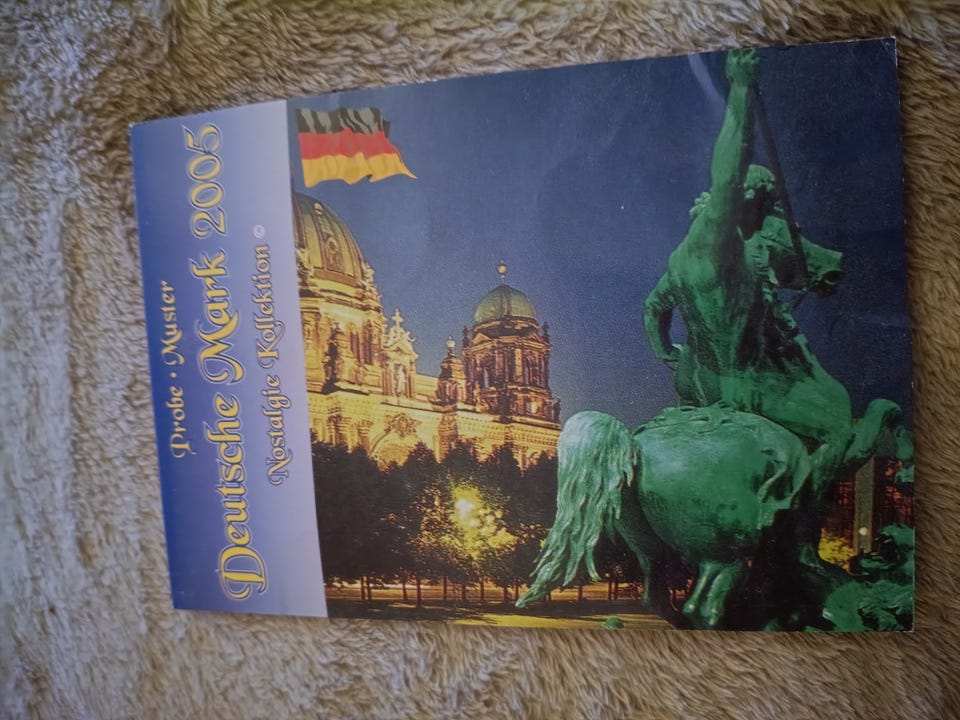 Probe • Muster
Deutsche Mark 2005
Nostalgie Kollektion ©